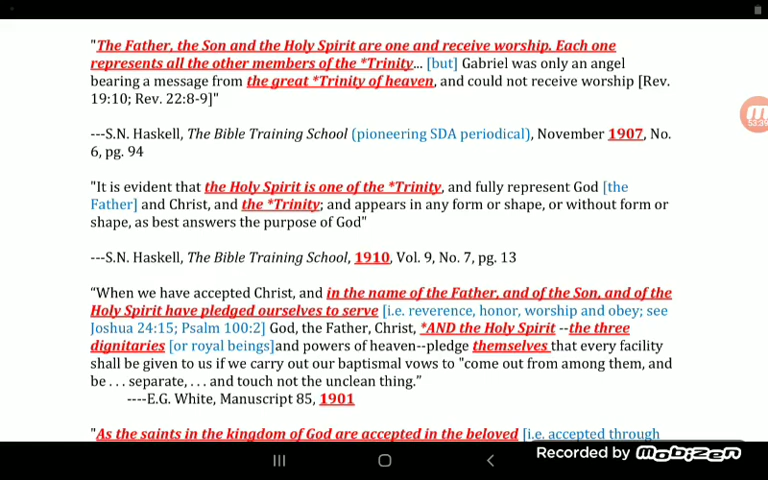 "The Father, the Son and the Holy Spirit are one and receive worship. Each one
represents all the other members of the *Trinity... [but] Gabriel was only an angel
bearing a message from the great *Trinity of heaven, and could not receive worship [Rev.
19:10; Rev. 22:8-9]"
---S.N. Haskell, The Bible Training School (pioneering SDA periodical), November 1907, No.
6, pg. 94
"It is evident that the Holy Spirit is one of the *Trinity, and fully represent God [the
Father] and Christ, and the *Trinity; and appears in any form or shape, or without form or
shape, as best answers the purpose of God"
---S.N. Haskell, The Bible Training School, 1910, Vol. 9, No. 7, pg. 13
"When we have accepted Christ, and in the name of the Father, and of the Son, and of the
Holy Spirit have pledged ourselves to serve [i.e. reverence, honor, worship and obey; see
Joshua 24:15; Psalm 100:2] God, the Father, Christ, *AND the Holy Spirit --the three
dignitaries [or royal beings]and powers of heaven--pledge themselves that every facility
shall be given to us if we carry out our baptismal vows to "come out from among them, and
be . . . separate, . . . and touch not the unclean thing."
----E.G. White, Manuscript 85, 1901
"As the saints in the kingdom of God are accepted in the beloved [i.e. accepted through
Recorded by mobizen